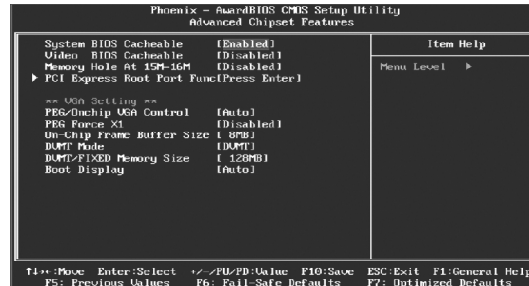 Phoenix - AwardBIOS CMOS Setup Utility
Advanced Chipset Features
System BIOS Cacheable [Enabled]
Video BIOS Cacheable [Disabled]
Memory Hole At 15M-16M [Disabled]
▶ PCI Express Root Port Func[Press Enter]
** VGA Setting **
PEG/Onchip VGA Control [Auto]
PEG Force X1 [Disabled]
On-Chip Frame Buffer Size [ 8MB]
DVMT Mode [DVMT]
DVMT/FIXED Memory Size [ 128MB]
Boot Display [Auto]
Item Help
Menu Level ▶
↑↓→←:Move Enter:Select +/-/PU/PD:Value F10:Save ESC:Exit F1:General Help
F5: Previous Values F6: Fail-Safe Defaults F7: Optimized Defaults